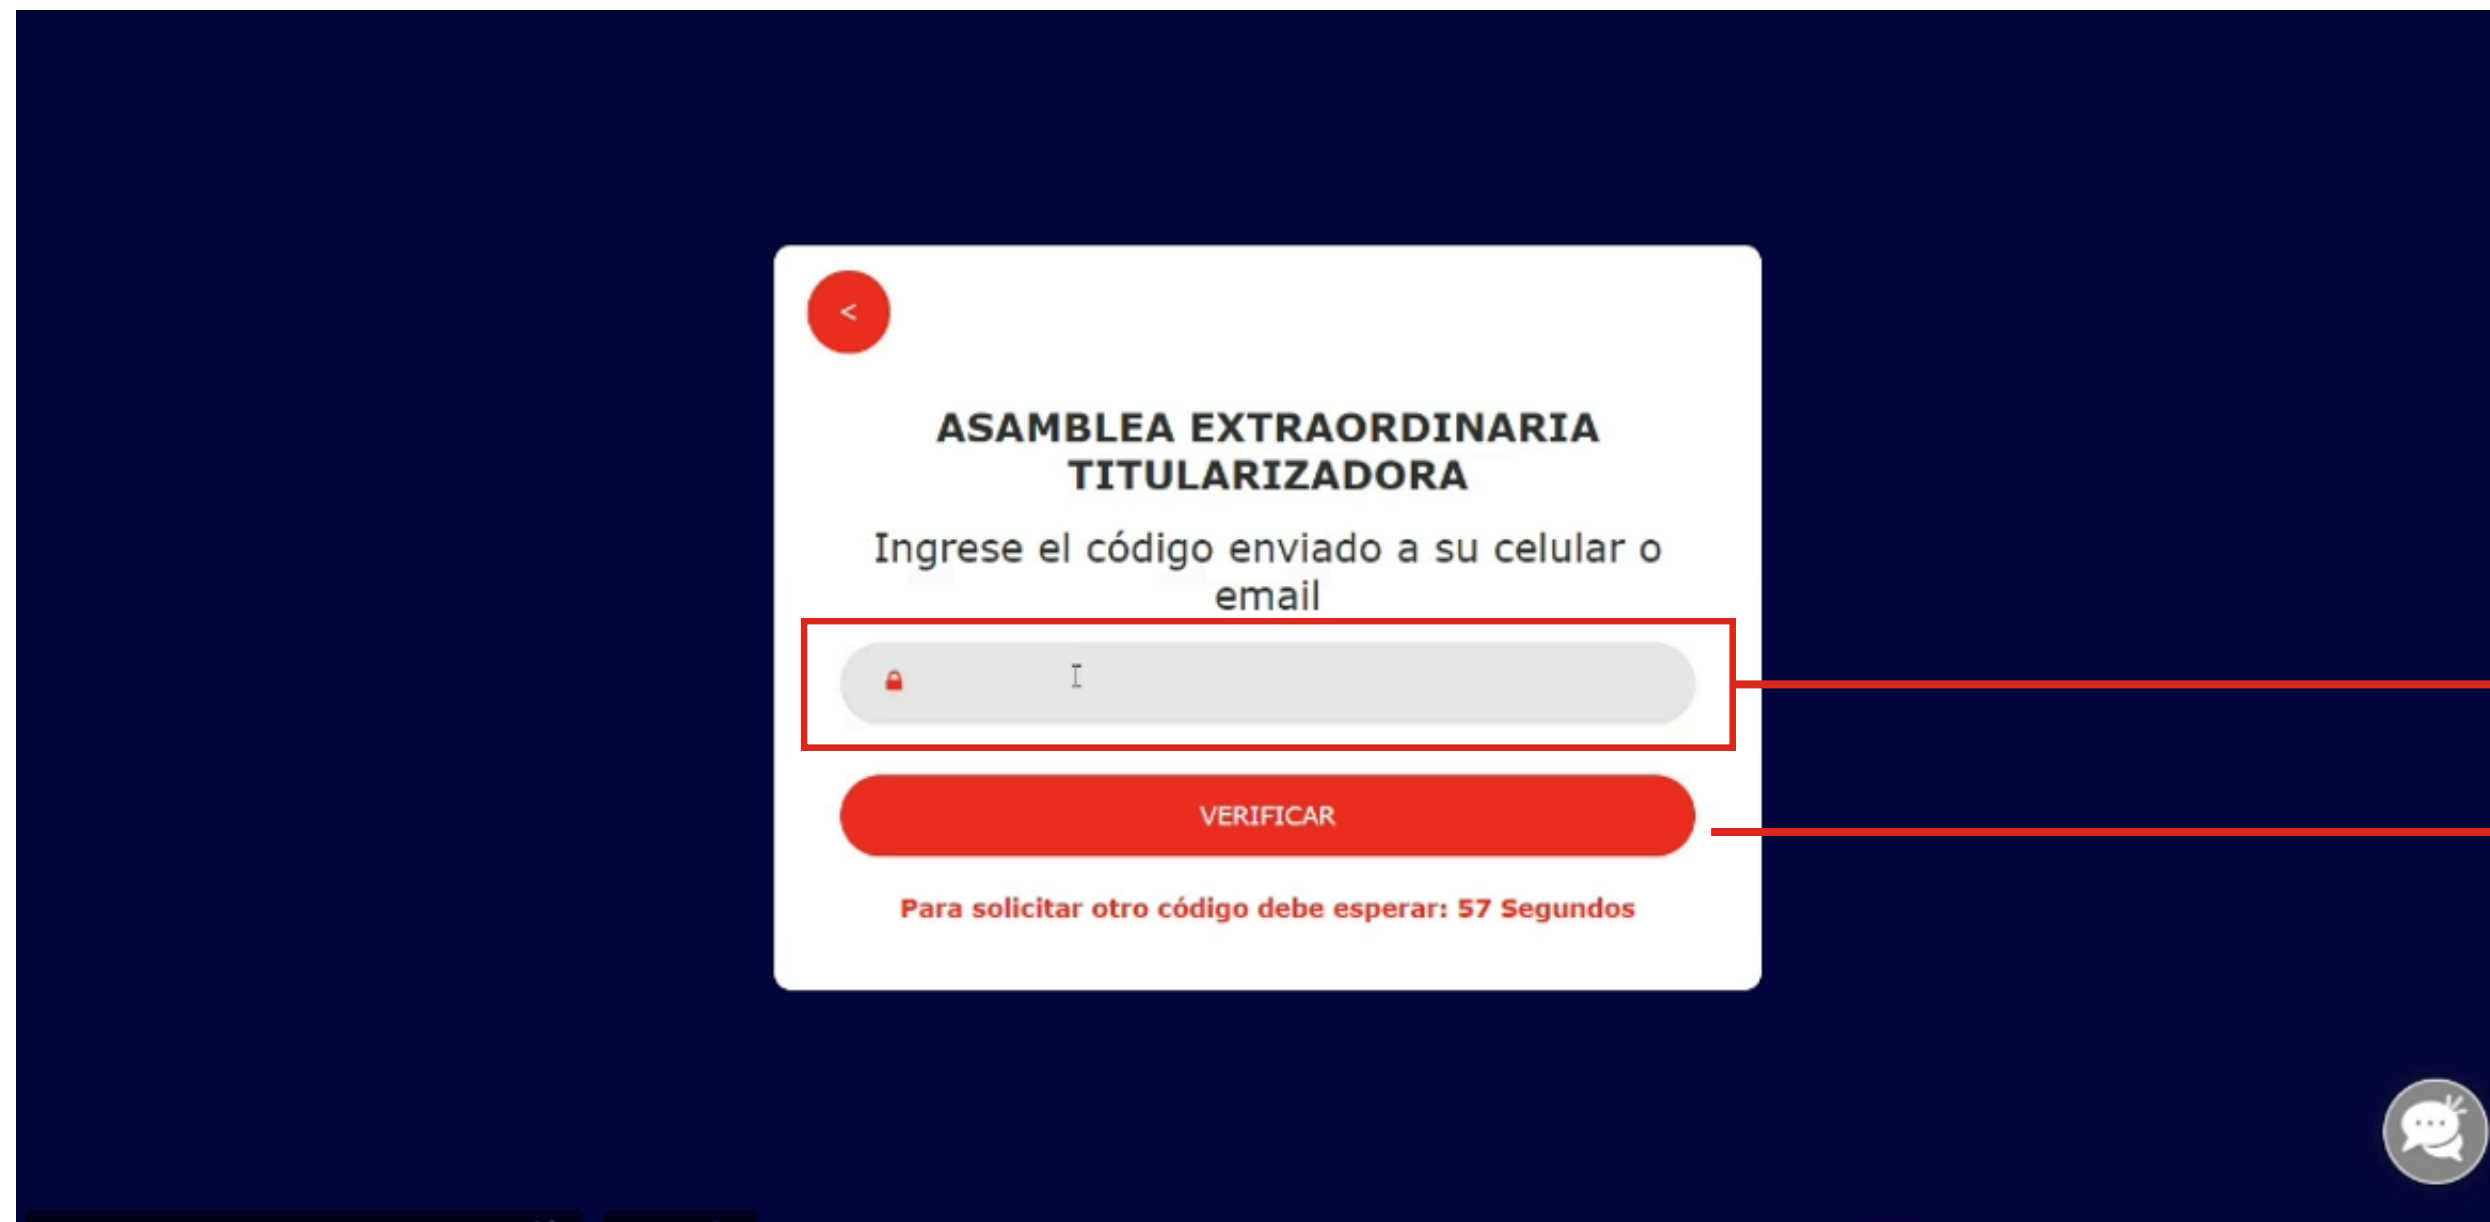 <
ASAMBLEA EXTRAORDINARIA
TITULARIZADORA
Ingrese el código enviado a su celular o
email
VERIFICAR
Para solicitar otro código debe esperar: 57 Segundos